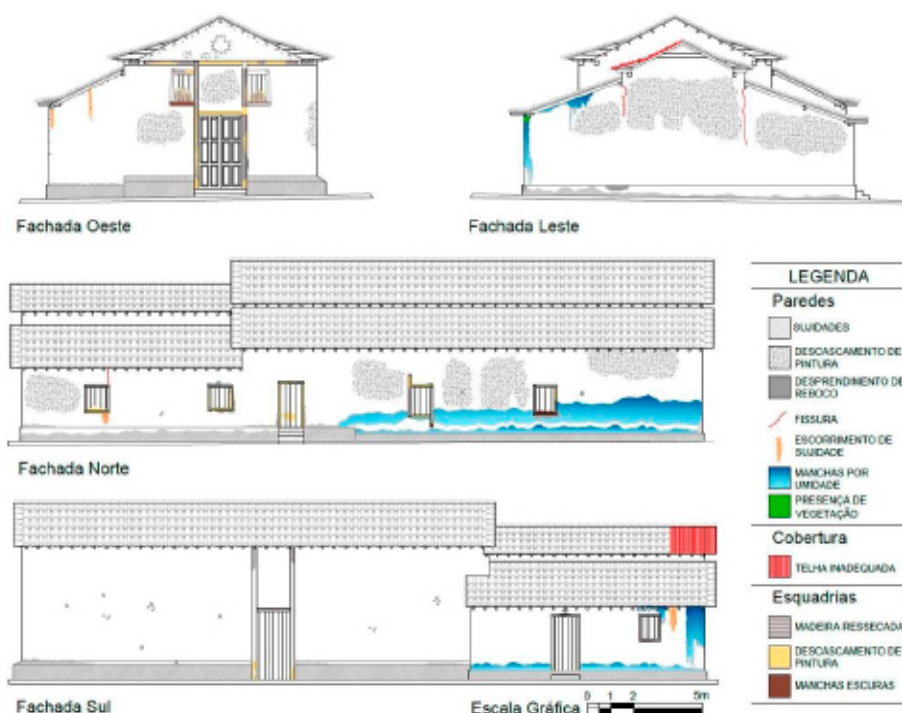 Fachada Oeste
Fachada Leste
Fachada Norte
Fachada Sul
Escala Gráfica
0 1 2 5m
LEGENDA
Paredes
SUJIDADES
DESCASCAMENTO DE
PINTURA
DESPRENDIMENTO DE
REBOCO
FISSURA
ESCORRIMENTO DE
SUJIDADE
MANCHAS POR
UMIDADE
PRESENÇA DE
VEGETAÇÃO
Cobertura
TELHA INADEQUADA
Esquadrias
MADEIRA RESSECADA
DESCASCAMENTO DE
PINTURA
MANCHAS ESCURAS